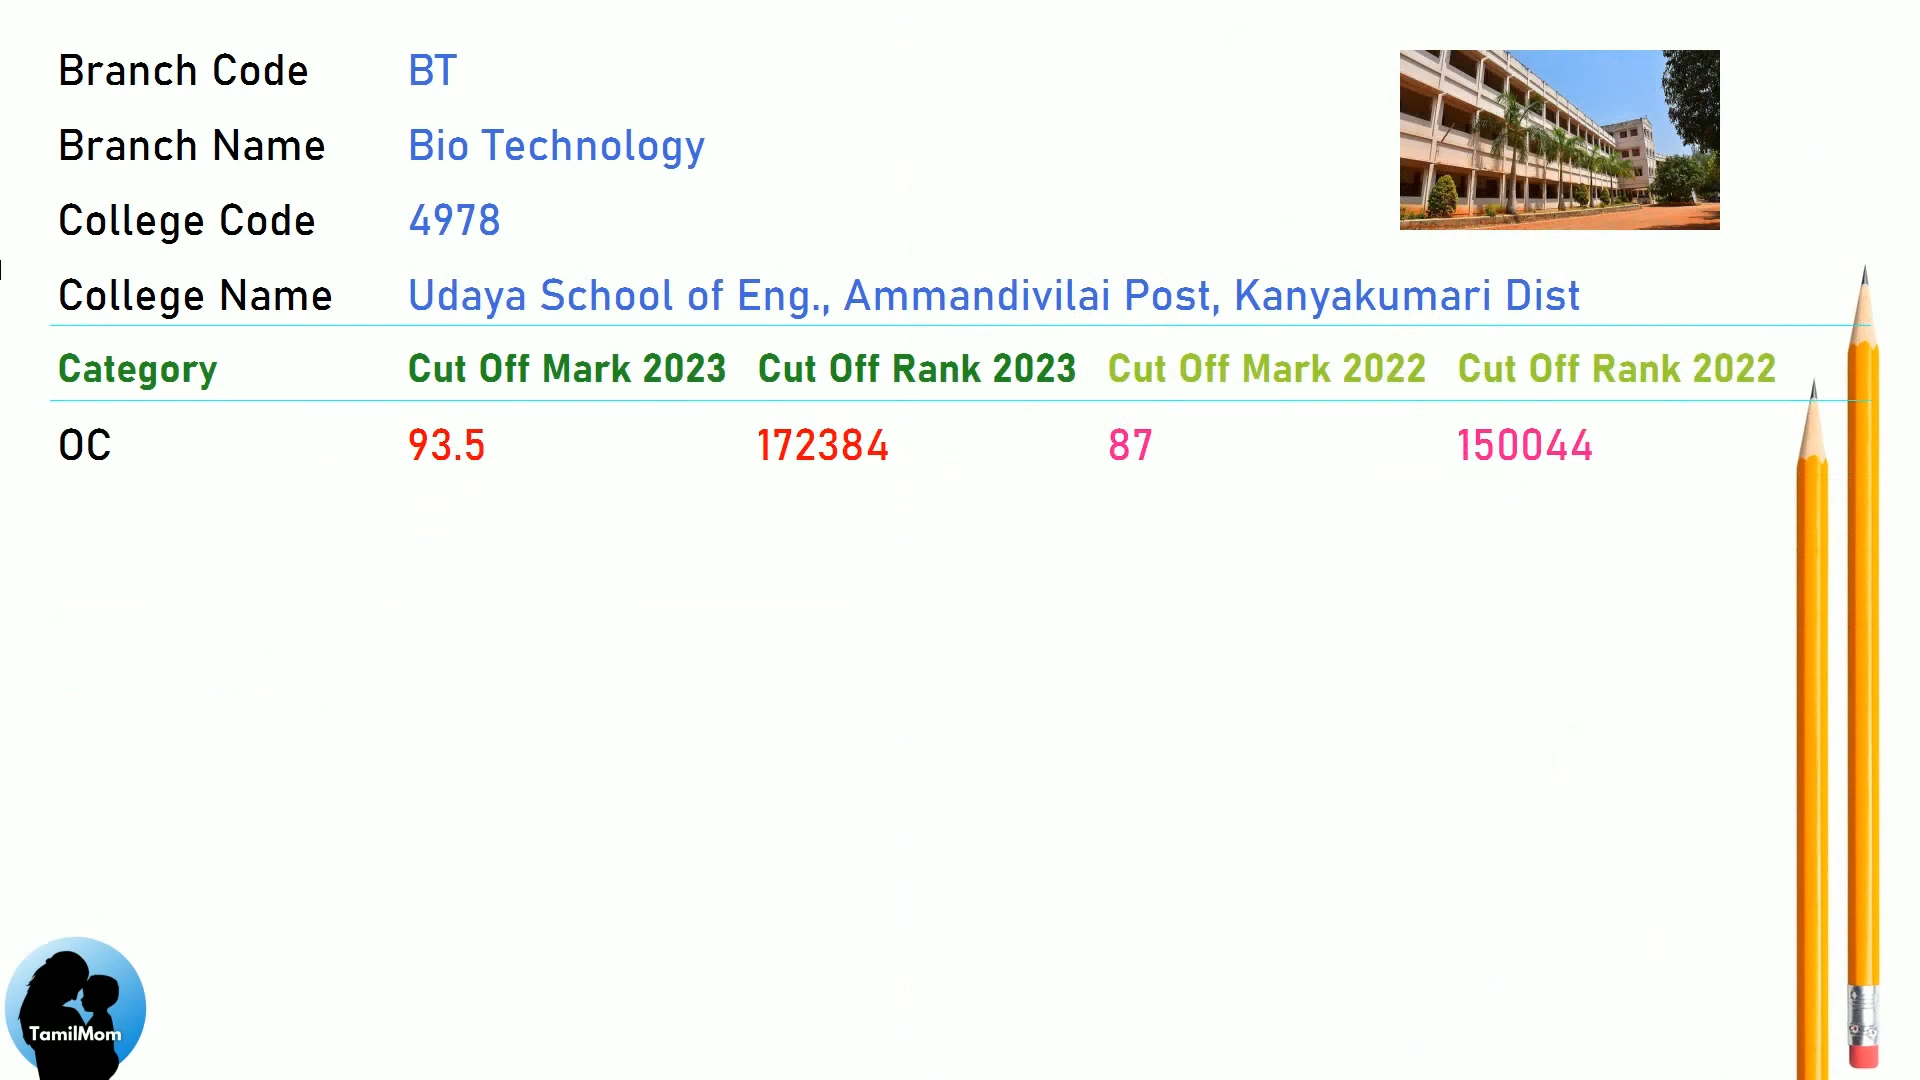 Branch Code BT
Branch Name Bio Technology
College Code 4978
College Name Udaya School of Eng., Ammandivilai Post, Kanyakumari Dist
Category Cut Off Mark 2023 Cut Off Rank 2023 Cut Off Mark 2022 Cut Off Rank 2022
OC 93.5 172384 87 150044
TamilMom